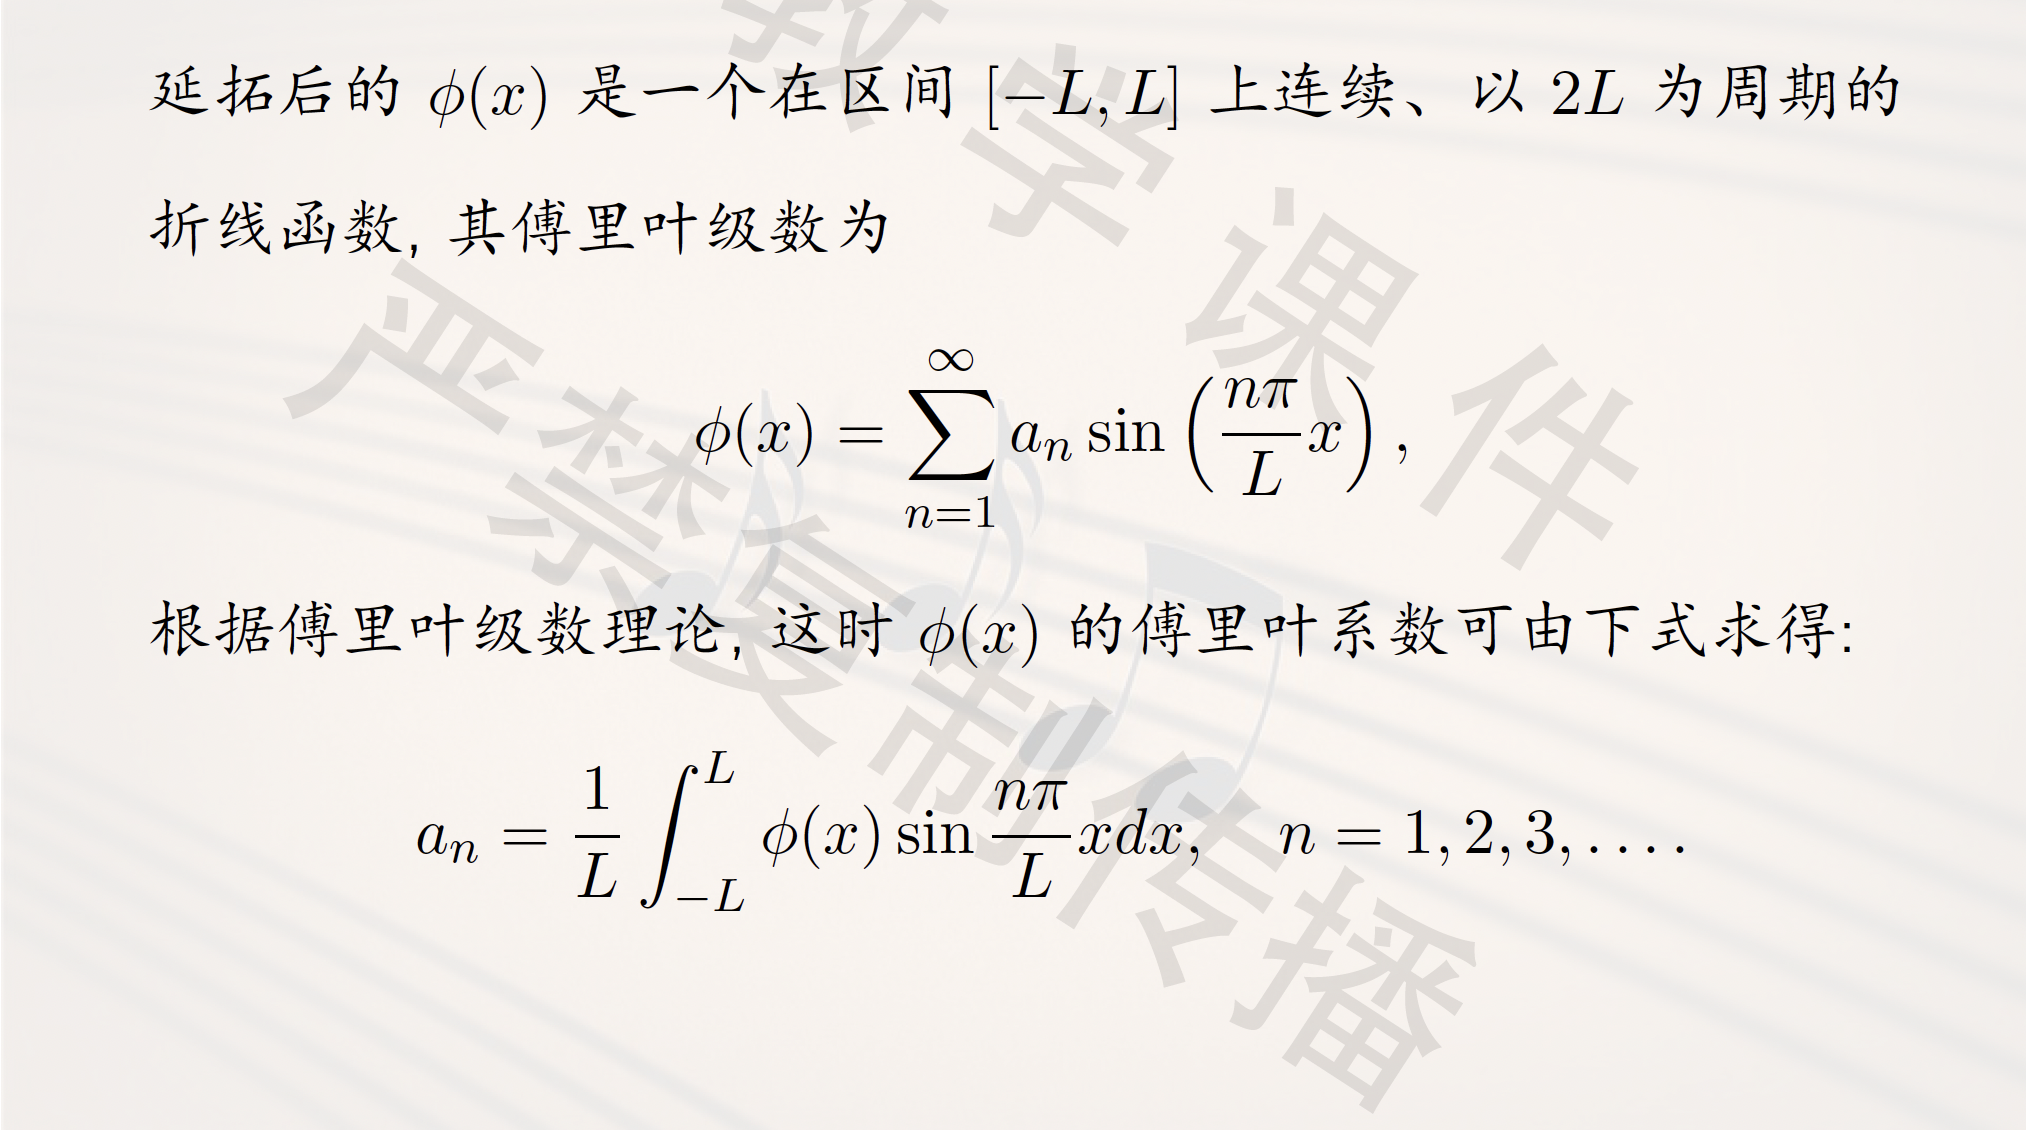 延拓后的 ϕ(x) 是一个在区间 [−L, L] 上连续、以 2L 为周期的
折线函数, 其傅里叶级数为
$$\phi(x) = \sum_{n=1}^{\infty} a_n \sin\left(\frac{n\pi}{L}x\right),$$
根据傅里叶级数理论, 这时 ϕ(x) 的傅里叶系数可由下式求得:
$$a_n = \frac{1}{L}\int_{-L}^{L} \phi(x) \sin\frac{n\pi}{L}xdx, \quad n = 1, 2, 3, \ldots.$$
教学课件
严禁复制传播